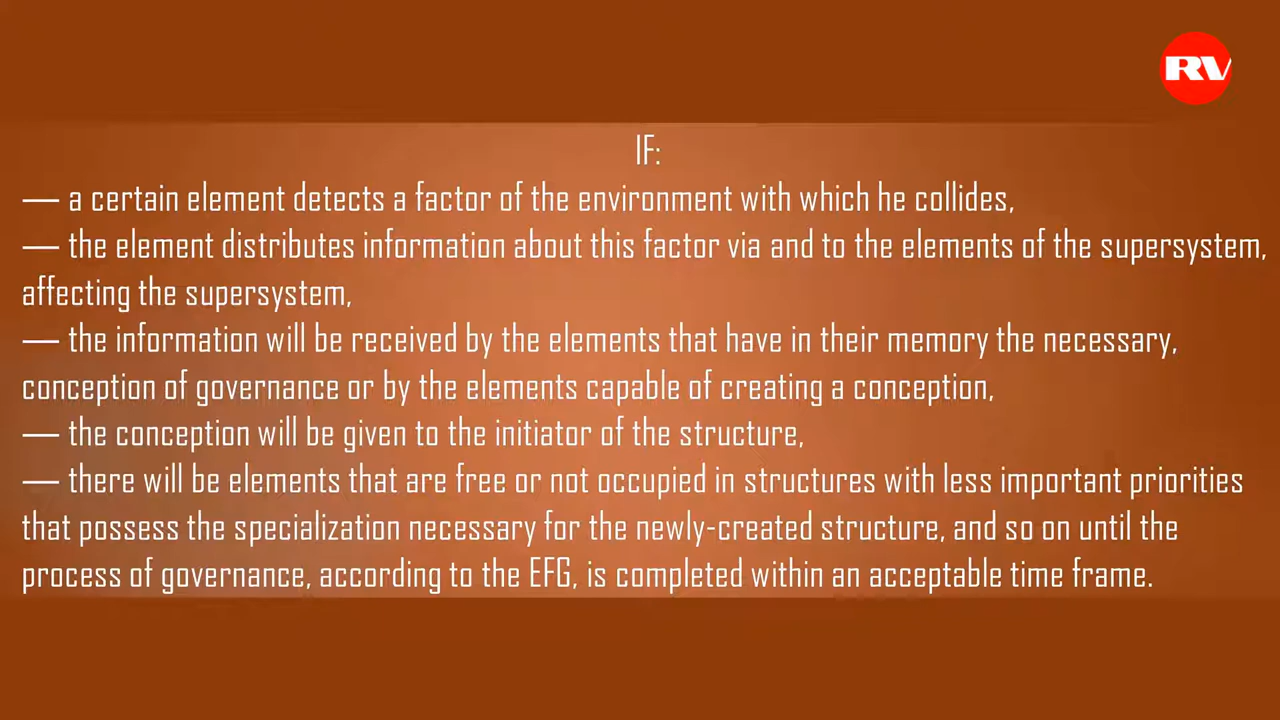 RV
IF:
— a certain element detects a factor of the environment with which he collides,
— the element distributes information about this factor via and to the elements of the supersystem,
affecting the supersystem,
— the information will be received by the elements that have in their memory the necessary,
conception of governance or by the elements capable of creating a conception,
— the conception will be given to the initiator of the structure,
— there will be elements that are free or not occupied in structures with less important priorities
that possess the specialization necessary for the newly-created structure, and so on until the
process of governance, according to the EFG, is completed within an acceptable time frame.